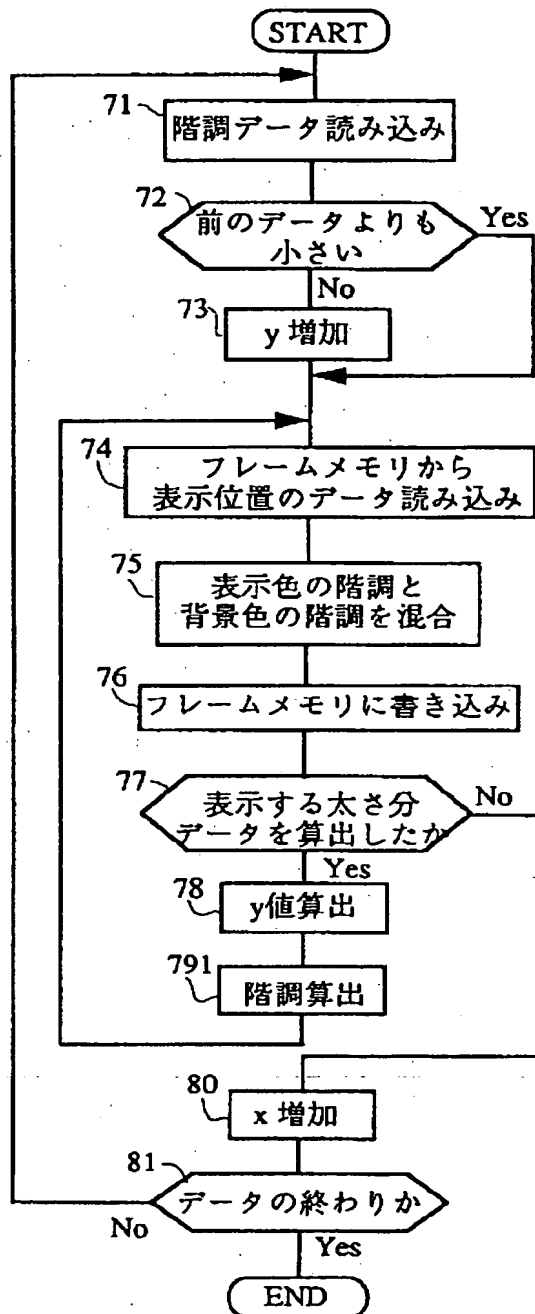 START
71
階調データ読み込み
72
前のデータよりも
小さい
Yes
No
73
y 増加
74
フレームメモリから
表示位置のデータ読み込み
75
表示色の階調と
背景色の階調を混合
76
フレームメモリに書き込み
77
表示する太さ分
データを算出したか
No
Yes
78
y値算出
791
階調算出
80
x 増加
81
データの終わりか
No
Yes
END